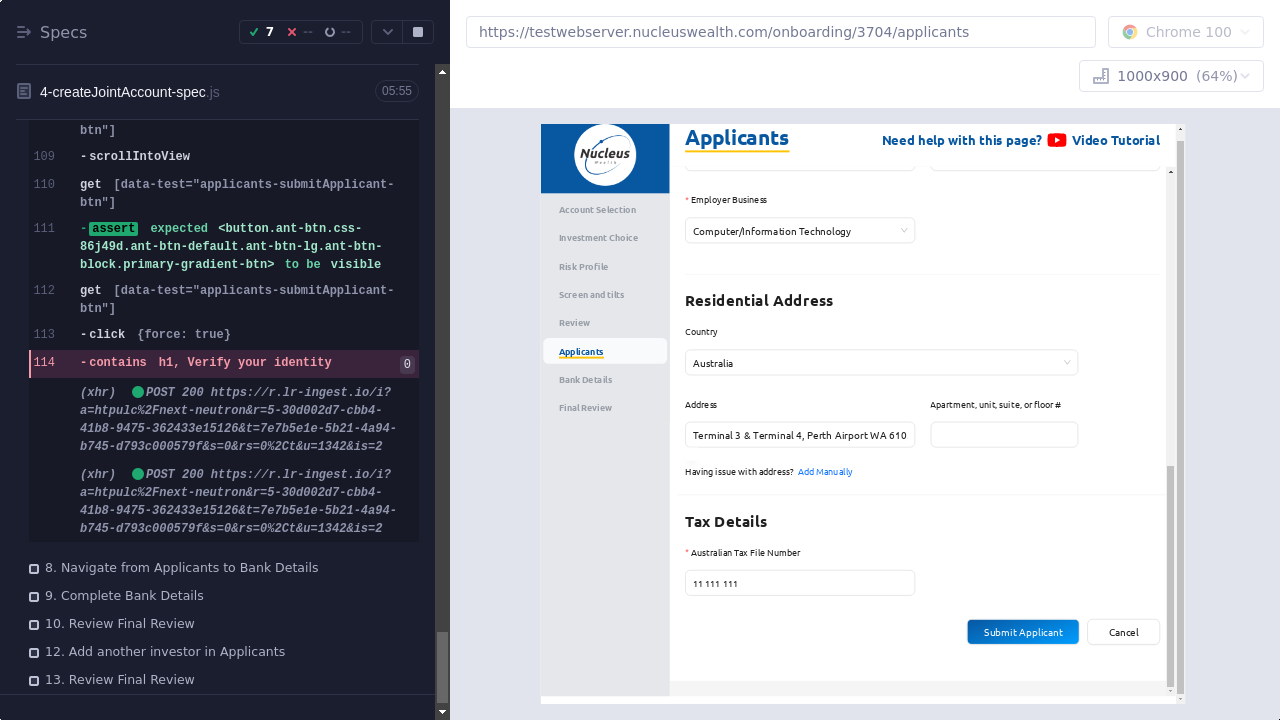 Specs
7
--
--
4-createJointAccount-spec.js
05:55
btn"]
109 -scrollIntoView
110 get [data-test="applicants-submitApplicant-
btn"]
111 -assert expected <button.ant-btn.css-
86j49d.ant-btn-default.ant-btn-lg.ant-btn-
block.primary-gradient-btn> to be visible
112 get [data-test="applicants-submitApplicant-
btn"]
113 -click {force: true}
114 -contains h1, Verify your identity 0
(xhr) POST 200 https://r.lr-ingest.io/i?
a=htpulc%2Fnext-neutron&r=5-30d002d7-cbb4-
41b8-9475-362433e15126&t=7e7b5e1e-5b21-4a94-
b745-d793c000579f&s=0&rs=0%2Ct&u=1342&is=2
(xhr) POST 200 https://r.lr-ingest.io/i?
a=htpulc%2Fnext-neutron&r=5-30d002d7-cbb4-
41b8-9475-362433e15126&t=7e7b5e1e-5b21-4a94-
b745-d793c000579f&s=0&rs=0%2Ct&u=1342&is=2
8. Navigate from Applicants to Bank Details
9. Complete Bank Details
10. Review Final Review
12. Add another investor in Applicants
13. Review Final Review
https://testwebserver.nucleuswealth.com/onboarding/3704/applicants
Chrome 100
1000x900 (64%)
Nucleus
Wealth
Account Selection
Investment Choice
Risk Profile
Screen and tilts
Review
Applicants
Bank Details
Final Review
Applicants
Need help with this page? Video Tutorial
* Employer Business
Computer/Information Technology
Residential Address
Country
Australia
Address
Apartment, unit, suite, or floor #
Terminal 3 & Terminal 4, Perth Airport WA 610
Having issue with address? Add Manually
Tax Details
* Australian Tax File Number
11 111 111
Submit Applicant
Cancel